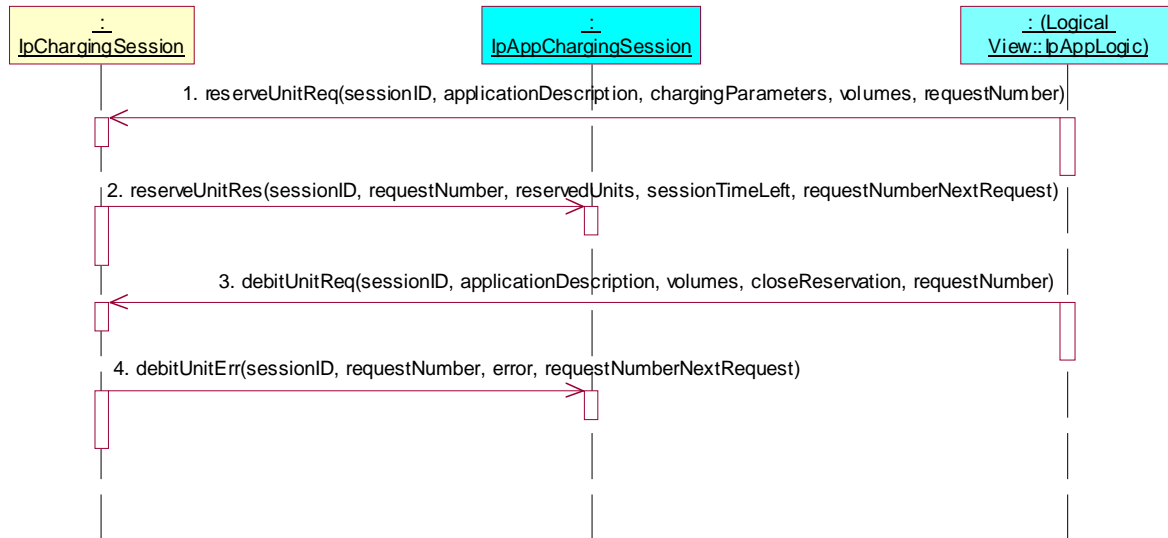 :
IpChargingSession
:
IpAppChargingSession
: (Logical
View::IpAppLogic)
1. reserveUnitReq(sessionID, applicationDescription, chargingParameters, volumes, requestNumber)
2. reserveUnitRes(sessionID, requestNumber, reservedUnits, sessionTimeLeft, requestNumberNextRequest)
3. debitUnitReq(sessionID, applicationDescription, volumes, closeReservation, requestNumber)
4. debitUnitErr(sessionID, requestNumber, error, requestNumberNextRequest)